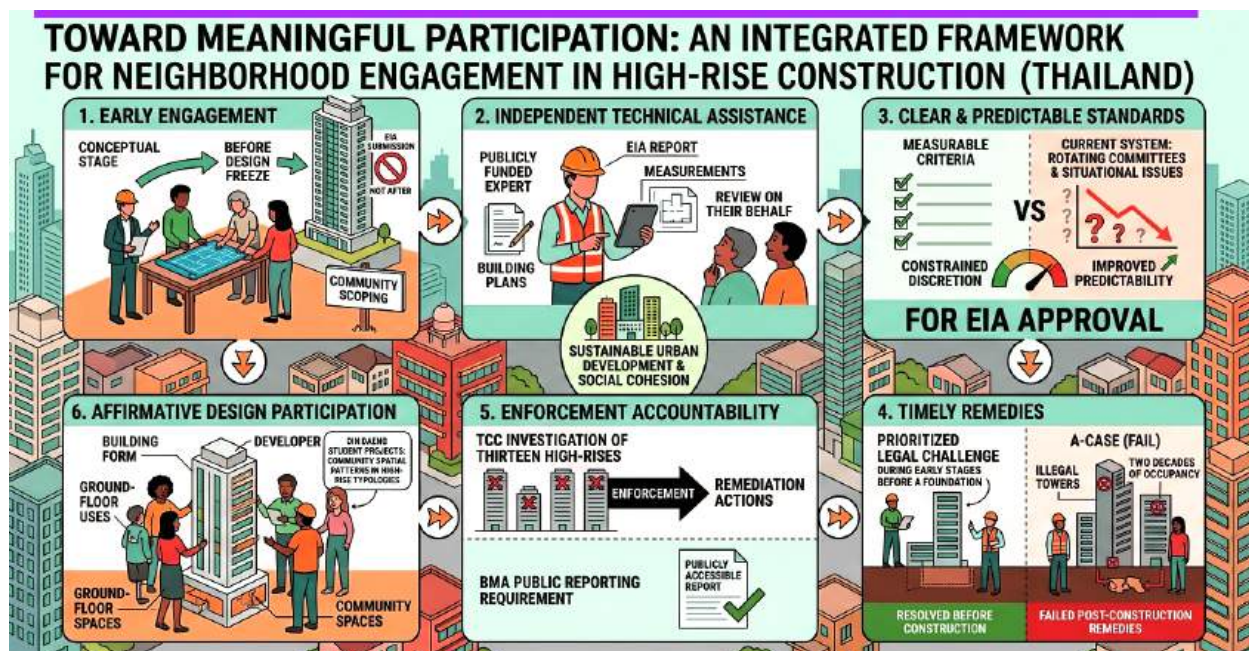 TOWARD MEANINGFUL PARTICIPATION: AN INTEGRATED FRAMEWORK
FOR NEIGHBORHOOD ENGAGEMENT IN HIGH-RISE CONSTRUCTION (THAILAND)
1. EARLY ENGAGEMENT
CONCEPTUAL
STAGE
BEFORE
DESIGN
FREEZE
EIA
SUBMISSION
NOT AFTER
COMMUNITY
SCOPING
2. INDEPENDENT TECHNICAL ASSISTANCE
PUBLICLY
FUNDED
EXPERT
EIA REPORT
MEASUREMENTS
REVIEW ON
THEIR BEHALF
BUILDING
PLANS
3. CLEAR & PREDICTABLE STANDARDS
MEASURABLE
CRITERIA
VS
CURRENT SYSTEM:
ROTATING COMMITTEES
& SITUATIONAL ISSUES
? ? ? ? ? ?
CONSTRAINED
DISCRETION
IMPROVED
PREDICTABILITY
FOR EIA APPROVAL
SUSTAINABLE URBAN
DEVELOPMENT &
SOCIAL COHESION
6. AFFIRMATIVE DESIGN PARTICIPATION
BUILDING
FORM
DEVELOPER
DIN DAENG
STUDENT PROJECTS:
COMMUNITY SPATIAL
PATTERNS IN HIGH-
RISE TYPOLOGIES
GROUND-
FLOOR
USES
GROUND-
FLOOR
SPACES
COMMUNITY
SPACES
5. ENFORCEMENT ACCOUNTABILITY
TCC INVESTIGATION OF
THIRTEEN HIGH-RISES
ENFORCEMENT
REMEDIATION
ACTIONS
BMA PUBLIC REPORTING
REQUIREMENT
PUBLICLY
ACCESSIBLE
REPORT
4. TIMELY REMEDIES
PRIORITIZED
LEGAL CHALLENGE
DURING EARLY STAGES
BEFORE A FOUNDATION
RESOLVED BEFORE
CONSTRUCTION
A-CASE (FAIL)
ILLEGAL
TOWERS
TWO DECADES
OF OCCUPANCY
FAILED POST-CONSTRUCTION
REMEDIES